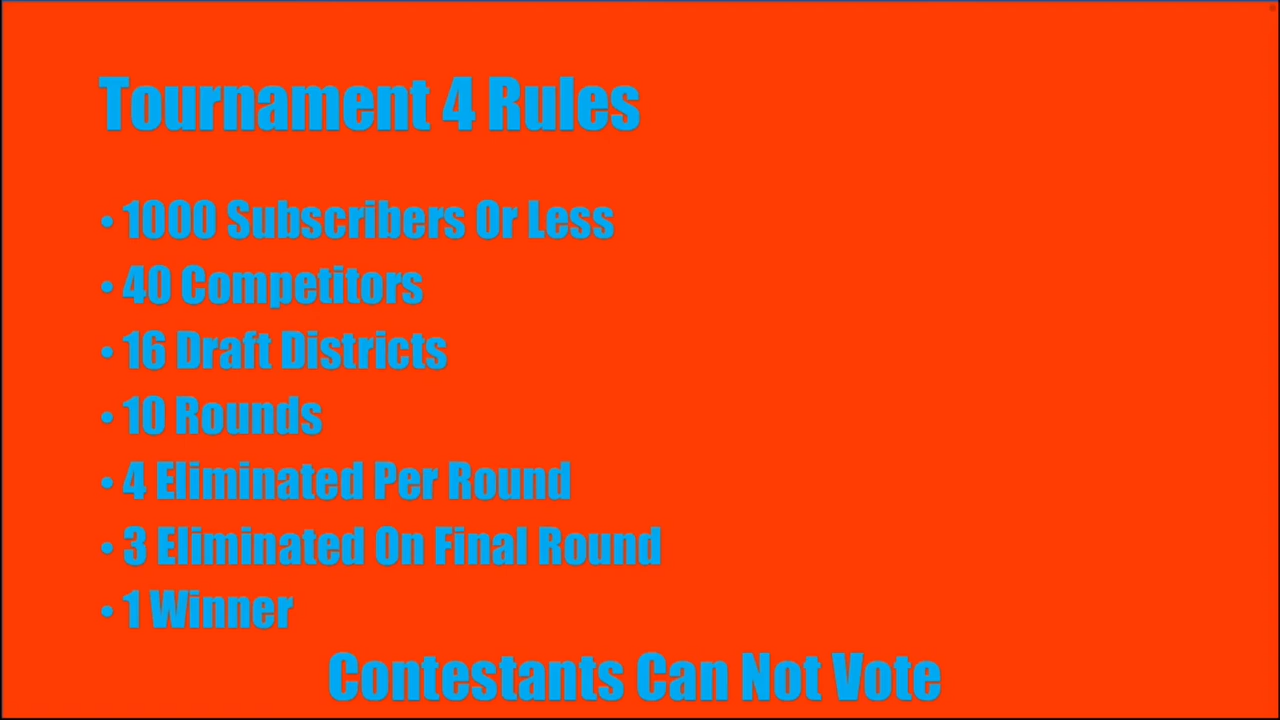 Tournament 4 Rules
• 1000 Subscribers Or Less
• 40 Competitors
• 16 Draft Districts
• 10 Rounds
• 4 Eliminated Per Round
• 3 Eliminated On Final Round
• 1 Winner
Contestants Can Not Vote